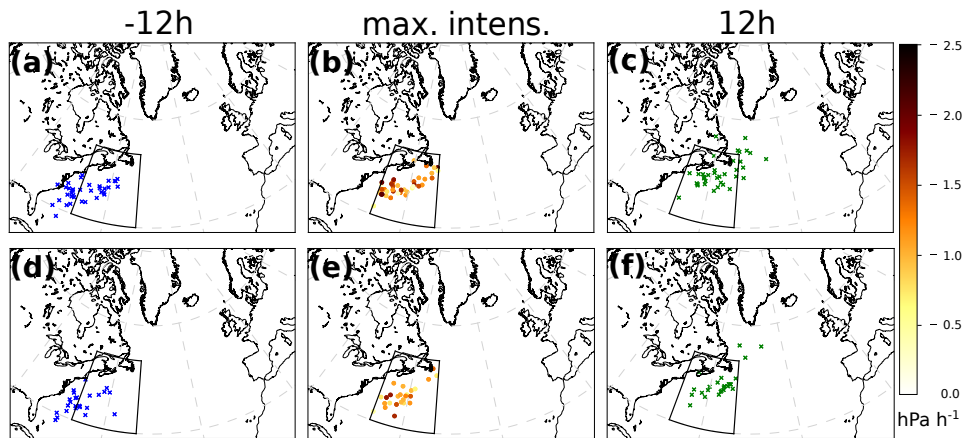 -12h
max. intens.
12h
(a)
(b)
(c)
− 2.5
− 2.0
− 1.5
− 1.0
− 0.5
0.0
hPa h⁻¹
(d)
(e)
(f)